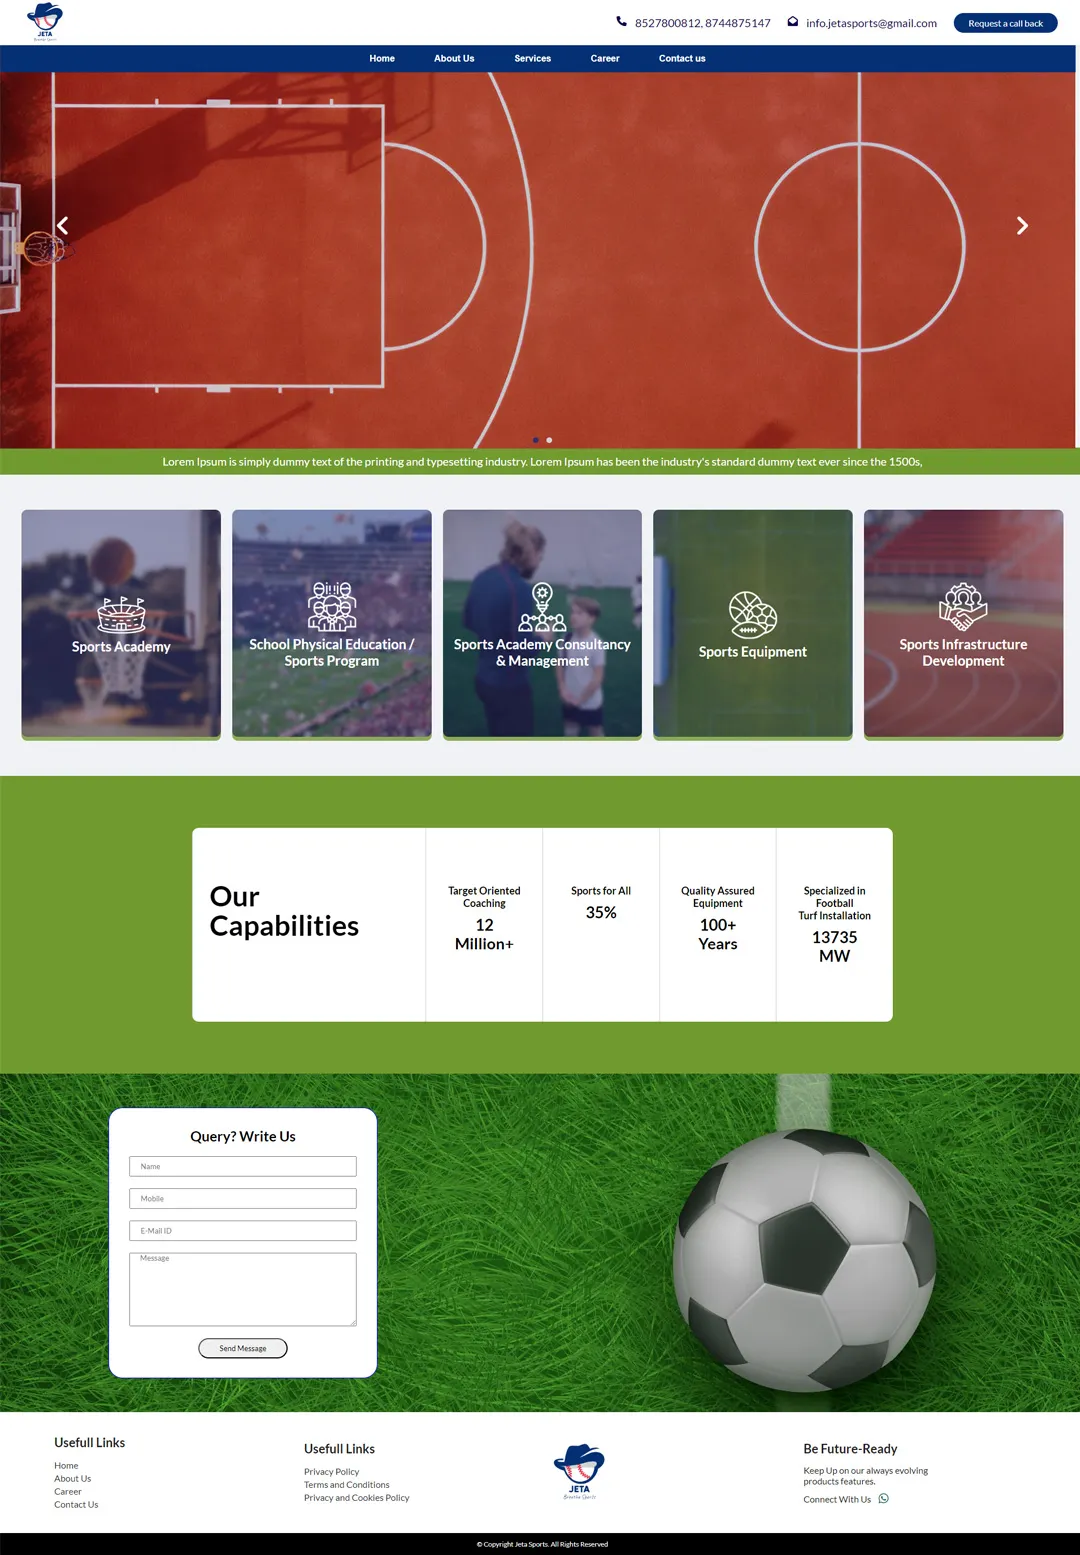 JETA
Breathe Sports
8527800812, 8744875147
info.jetasports@gmail.com
Request a call back
Home
About Us
Services
Career
Contact us
Lorem Ipsum is simply dummy text of the printing and typesetting industry. Lorem Ipsum has been the industry's standard dummy text ever since the 1500s,
Sports Academy
School Physical Education /
Sports Program
Sports Academy Consultancy
& Management
Sports Equipment
Sports Infrastructure
Development
Our
Capabilities
Target Oriented
Coaching
12
Million+
Sports for All
35%
Quality Assured
Equipment
100+
Years
Specialized in
Football
Turf Installation
13735
MW
Query? Write Us
Name
Mobile
E-Mail ID
Message
Send Message
Usefull Links
Home
About Us
Career
Contact Us
Usefull Links
Privacy Policy
Terms and Conditions
Privacy and Cookies Policy
JETA
Breathe Sports
Be Future-Ready
Keep Up on our always evolving
products features.
Connect With Us
© Copyright Jeta Sports. All Rights Reserved